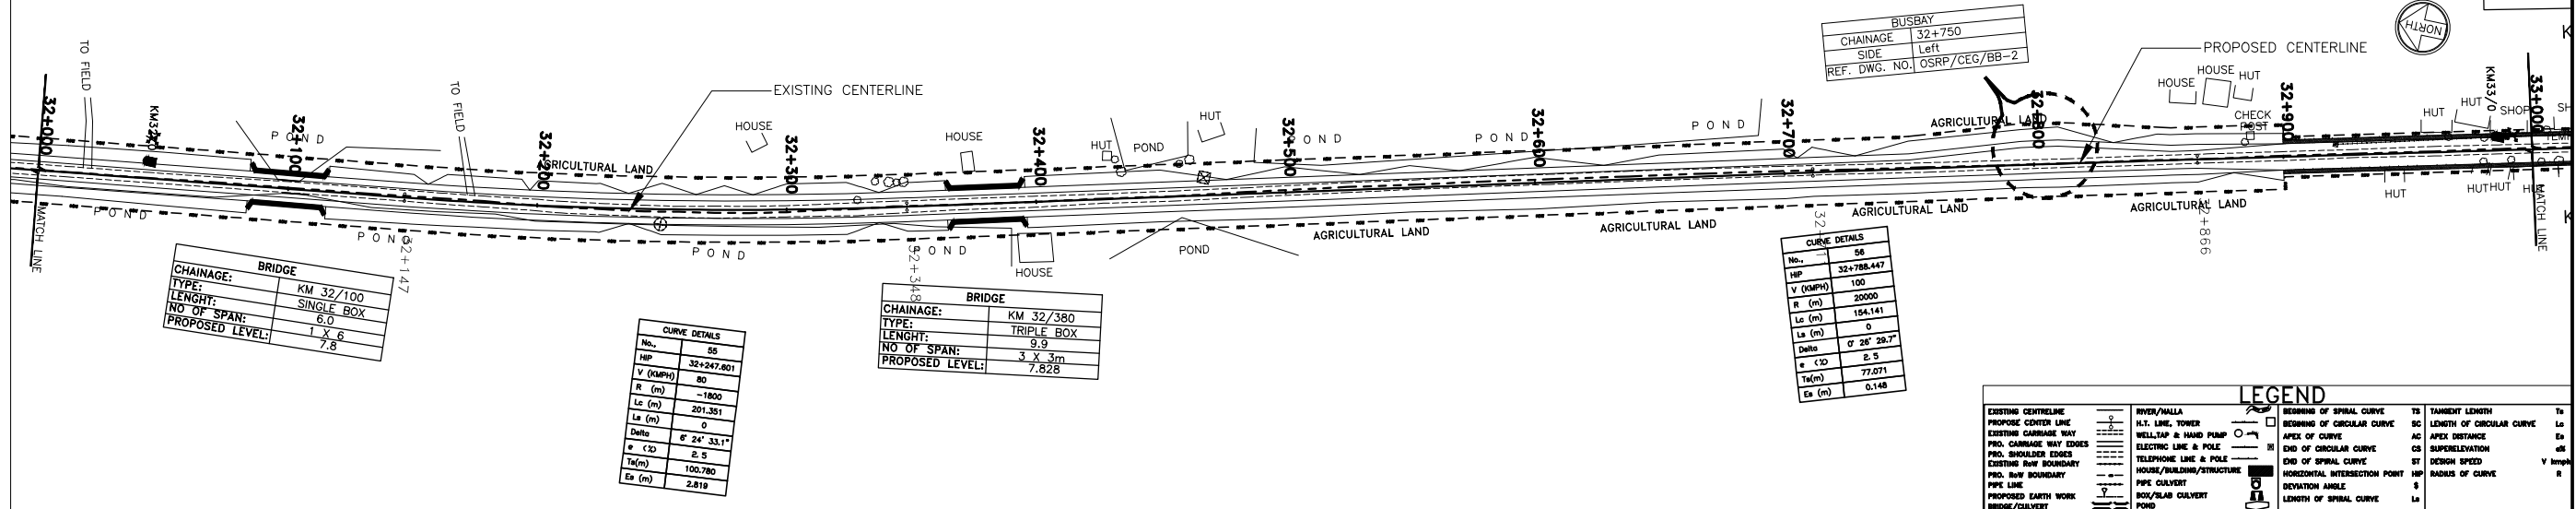 BUSBAY
CHAINAGE 32+750
SIDE Left
REF. DWG. NO. OSRP/CEG/BB-2
NORTH
PROPOSED CENTERLINE
EXISTING CENTERLINE
TO FIELD
TO FIELD
32+000
32+100
32+200
32+300
32+400
32+500
32+600
32+700
32+800
32+900
33+000
KM33/0
POND
HOUSE
AGRICULTURAL LAND
HOUSE
HUT
POND
HUT
POND
POND
AGRICULTURAL LAND
HOUSE
HOUSE
HUT
CHECK
POST
HUT
HUT
SHOP
SH
MATCH LINE
POND
POND
32+147
POND
32+348
POND
HOUSE
POND
AGRICULTURAL LAND
AGRICULTURAL LAND
AGRICULTURAL LAND
AGRICULTURAL LAND
32+866
HUT
HUT
HUT
MATCH LINE
BRIDGE
CHAINAGE: KM 32/100
TYPE: SINGLE BOX
LENGHT: 6.0
NO OF SPAN: 1 X 6
PROPOSED LEVEL: 7.8
CURVE DETAILS
No., 55
HIP 32+247.601
V (KMPH) 80
R (m) -1800
Lc (m) 201.351
Ls (m) 0
Delta 6° 24' 33.1"
e (%) 2.5
Ts(m) 100.780
Es (m) 2.819
BRIDGE
CHAINAGE: KM 32/380
TYPE: TRIPLE BOX
LENGHT: 9.9
NO OF SPAN: 3 X 3m
PROPOSED LEVEL: 7.828
CURVE DETAILS
No., 56
HIP 32+788.447
V (KMPH) 100
R (m) 20000
Lc (m) 154.141
Ls (m) 0
Delta 0° 26' 29.7"
e (%) 2.5
Ts(m) 77.071
Es (m) 0.148
LEGEND
EXISTING CENTRELINE
PROPOSE CENTER LINE
EXISTING CARRIAGE WAY
PRO. CARRIAGE WAY EDGES
PRO. SHOULDER EDGES
EXISTING RoW BOUNDARY
PRO. RoW BOUNDARY
PIPE LINE
PROPOSED EARTH WORK
BRIDGE/CULVERT
RIVER/NALLA
H.T. LINE, TOWER
WELL,TAP & HAND PUMP
ELECTRIC LINE & POLE
TELEPHONE LINE & POLE
HOUSE/BUILDING/STRUCTURE
PIPE CULVERT
BOX/SLAB CULVERT
POND
BEGINING OF SPIRAL CURVE TS
BEGINING OF CIRCULAR CURVE SC
APEX OF CURVE AC
END OF CIRCULAR CURVE CS
END OF SPIRAL CURVE ST
HORIZONTAL INTERSECTION POINT HIP
DEVIATION ANGLE $
LENGTH OF SPIRAL CURVE Ls
TANGENT LENGTH Ts
LENGTH OF CIRCULAR CURVE Lc
APEX DISTANCE Es
SUPERELEVATION e%
DESIGN SPEED V kmph
RADIUS OF CURVE R